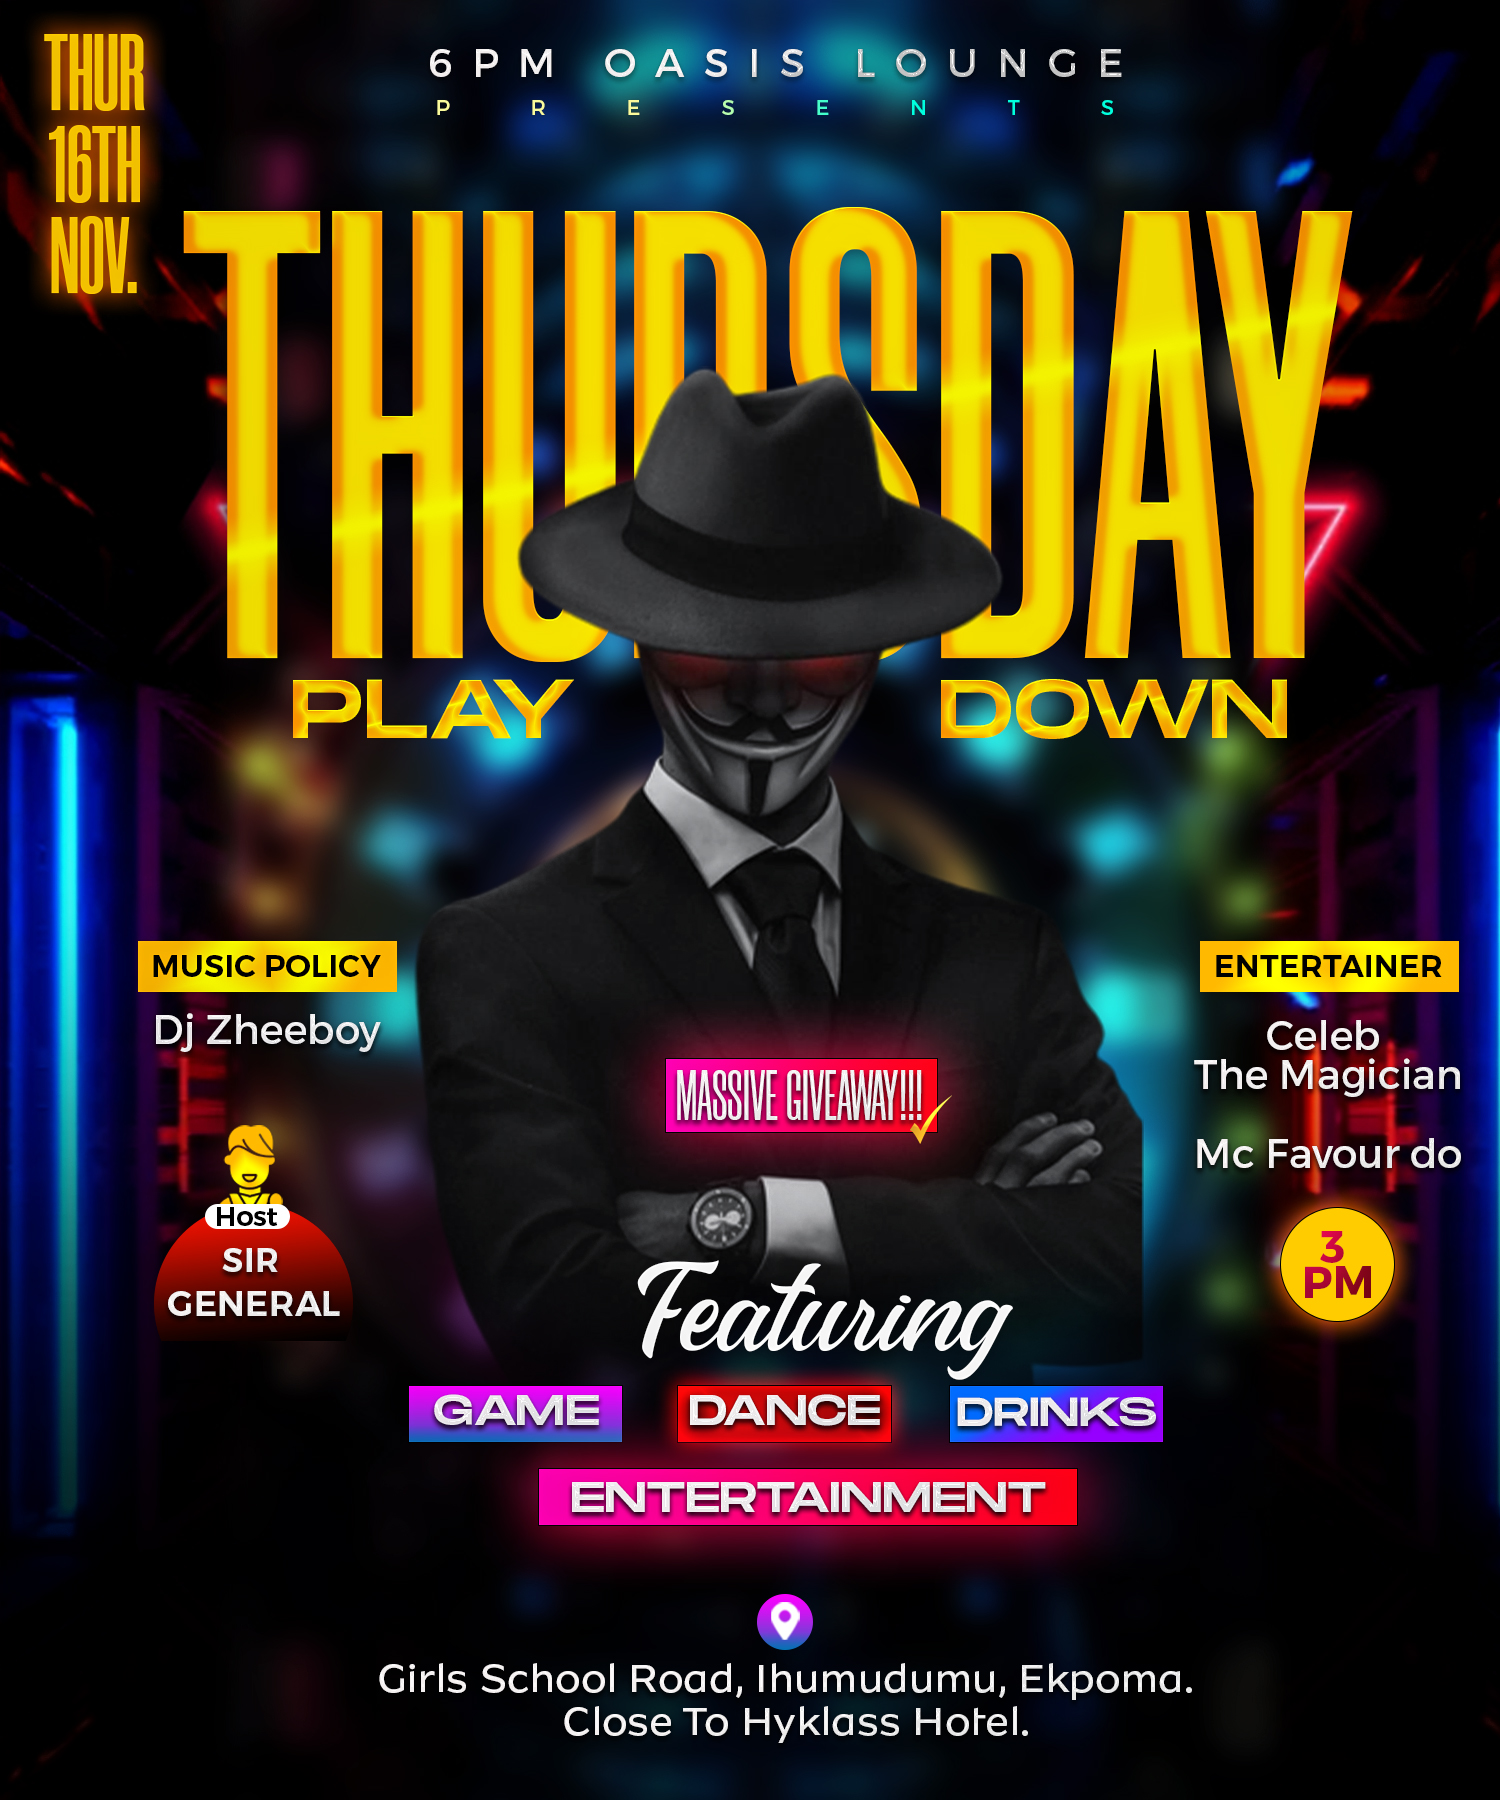 THUR
16TH
NOV.
6PM OASIS LOUNGE
PRESENTS
THURSDAY
PLAY DOWN
MUSIC POLICY
Dj Zheeboy
Host
SIR
GENERAL
ENTERTAINER
Celeb
The Magician
Mc Favour do
3
PM
MASSIVE GIVEAWAY!!!
Featuring
GAME DANCE DRINKS
ENTERTAINMENT
Girls School Road, Ihumudumu, Ekpoma.
Close To Hyklass Hotel.